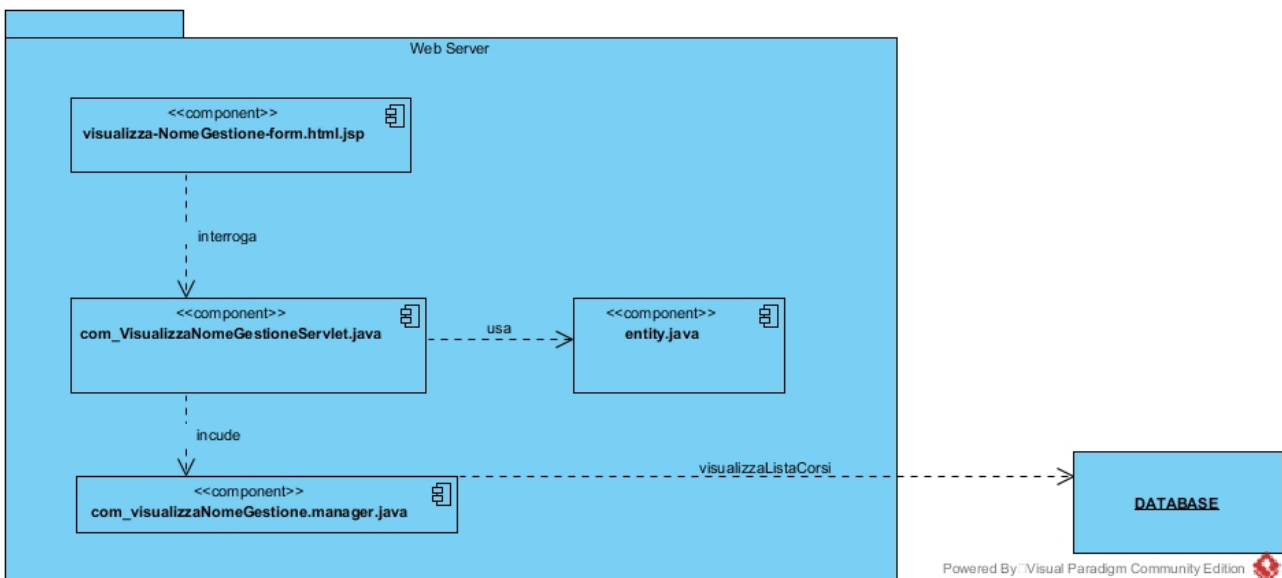 Web Server
<<component>>
visualizza-NomeGestione-form.html.jsp
interroga
<<component>>
com_VisualizzaNomeGestioneServlet.java
usa
<<component>>
entity.java
incude
<<component>>
com_visualizzaNomeGestione.manager.java
visualizzaListaCorsi
DATABASE
Powered By Visual Paradigm Community Edition